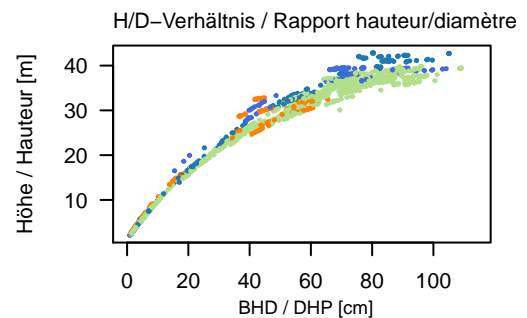 H/D−Verhältnis / Rapport hauteur/diamètre
Höhe / Hauteur [m]
40
30
20
10
0 20 40 60 80 100
BHD / DHP [cm]